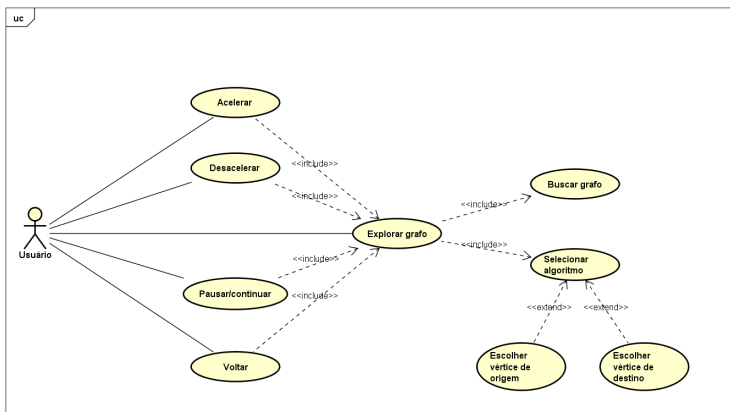 uc
Acelerar
<<include>>
Desacelerar
<<include>>
Buscar grafo
<<include>>
Explorar grafo
Usuário
<<include>>
Selecionar
algoritmo
<<include>>
Pausar/continuar
<<include>>
<<extend>>
<<extend>>
Voltar
Escolher
vértice de
origem
Escolher
vértice de
destino